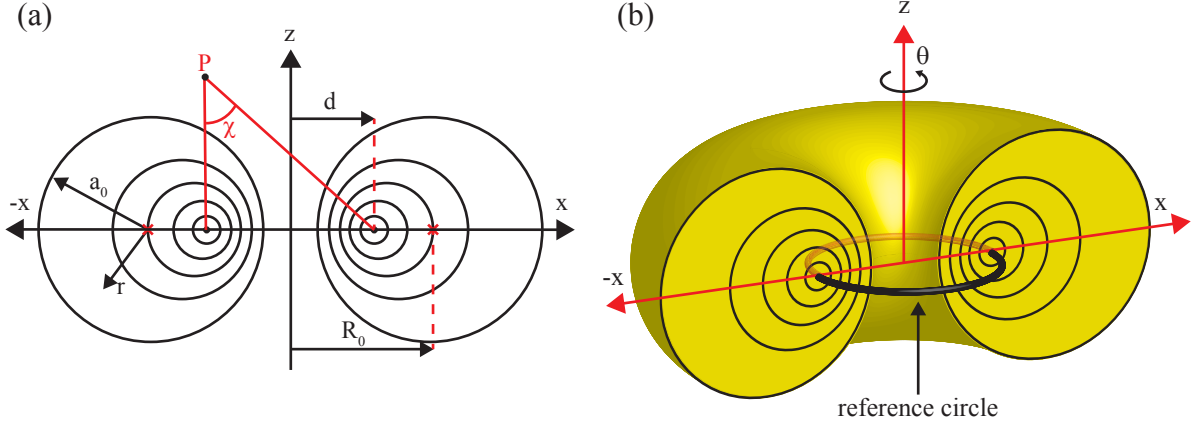 (a)
z
P
d
χ
a₀
-x
x
r
R₀
(b)
z
θ
x
-x
reference circle